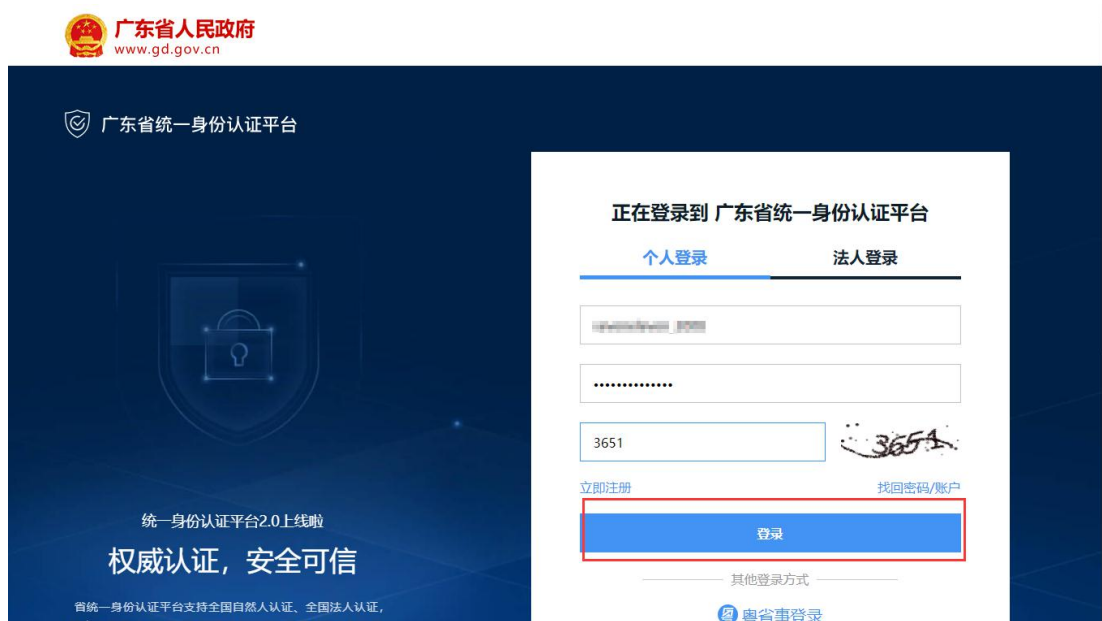 广东省人民政府
www.gd.gov.cn
广东省统一身份认证平台
正在登录到 广东省统一身份认证平台
个人登录 法人登录
••••••••••••••
3651 3651
立即注册 找回密码/账户
登录
其他登录方式
粤省事登录
统一身份认证平台2.0上线啦
权威认证，安全可信
省统一身份认证平台支持全国自然人认证、全国法人认证，